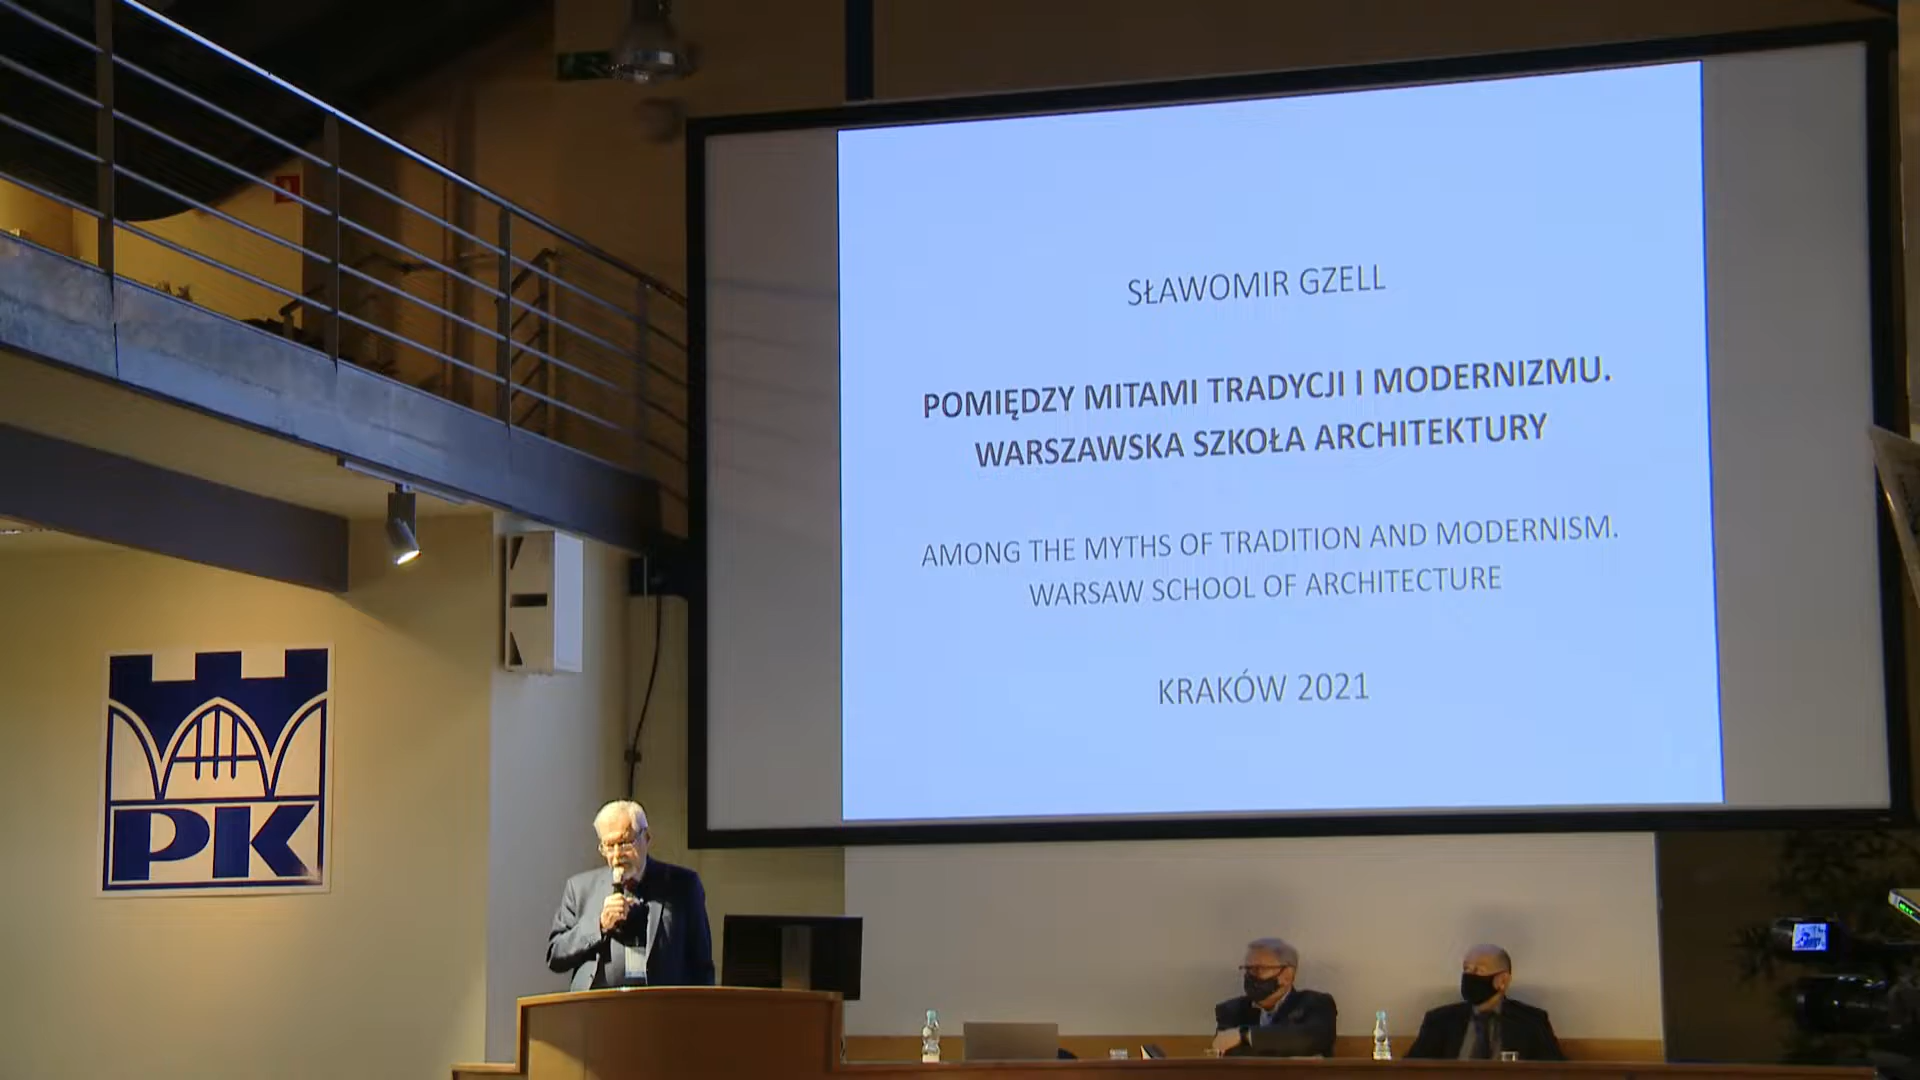 SŁAWOMIR GZELL
POMIĘDZY MITAMI TRADYCJI I MODERNIZMU.
WARSZAWSKA SZKOŁA ARCHITEKTURY
AMONG THE MYTHS OF TRADITION AND MODERNISM.
WARSAW SCHOOL OF ARCHITECTURE
KRAKÓW 2021
PK